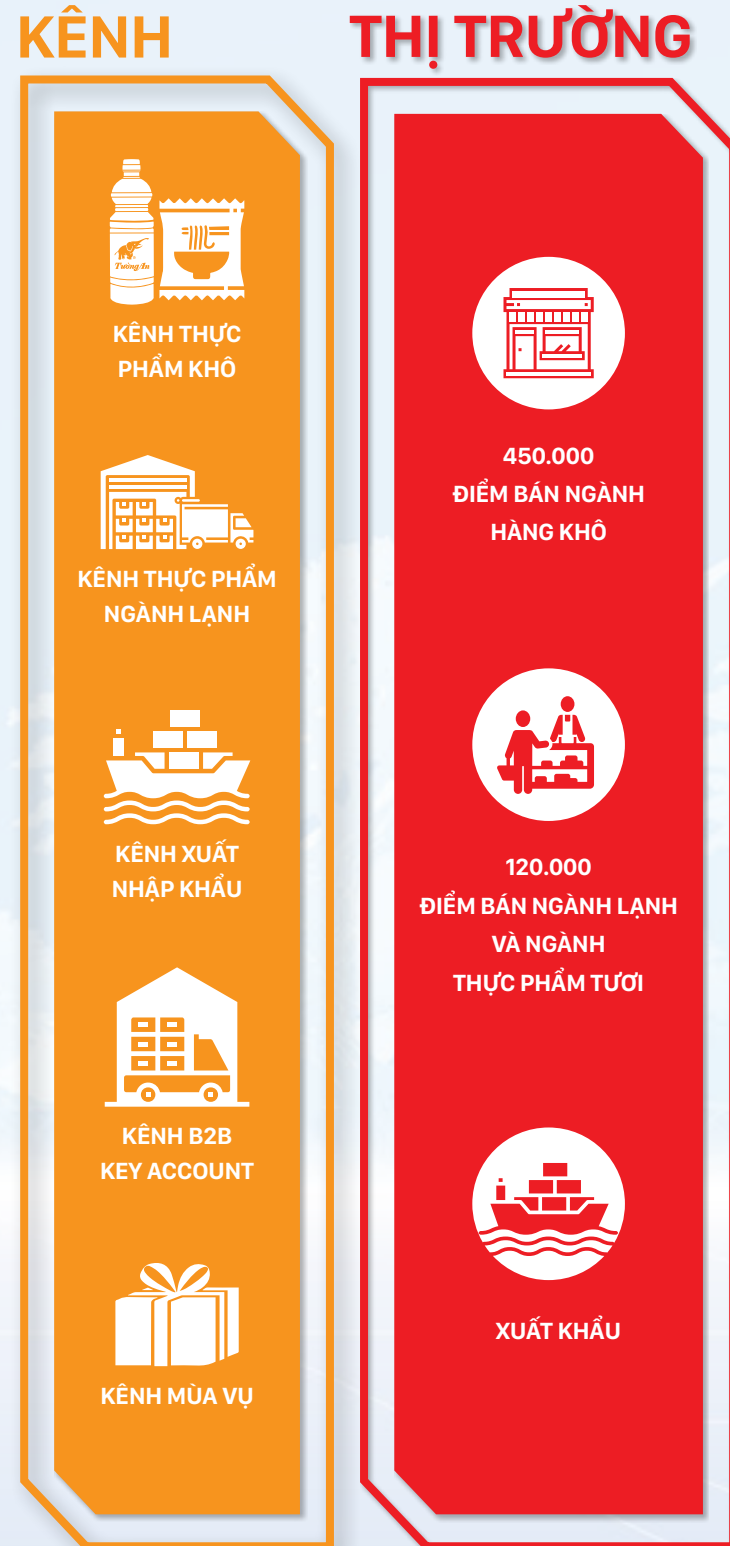 KÊNH
Trường An
KÊNH THỰC
PHẨM KHÔ
KÊNH THỰC PHẨM
NGÀNH LẠNH
KÊNH XUẤT
NHẬP KHẨU
KÊNH B2B
KEY ACCOUNT
KÊNH MÙA VỤ
THỊ TRƯỜNG
450.000
ĐIỂM BÁN NGÀNH
HÀNG KHÔ
120.000
ĐIỂM BÁN NGÀNH LẠNH
VÀ NGÀNH
THỰC PHẨM TƯƠI
XUẤT KHẨU